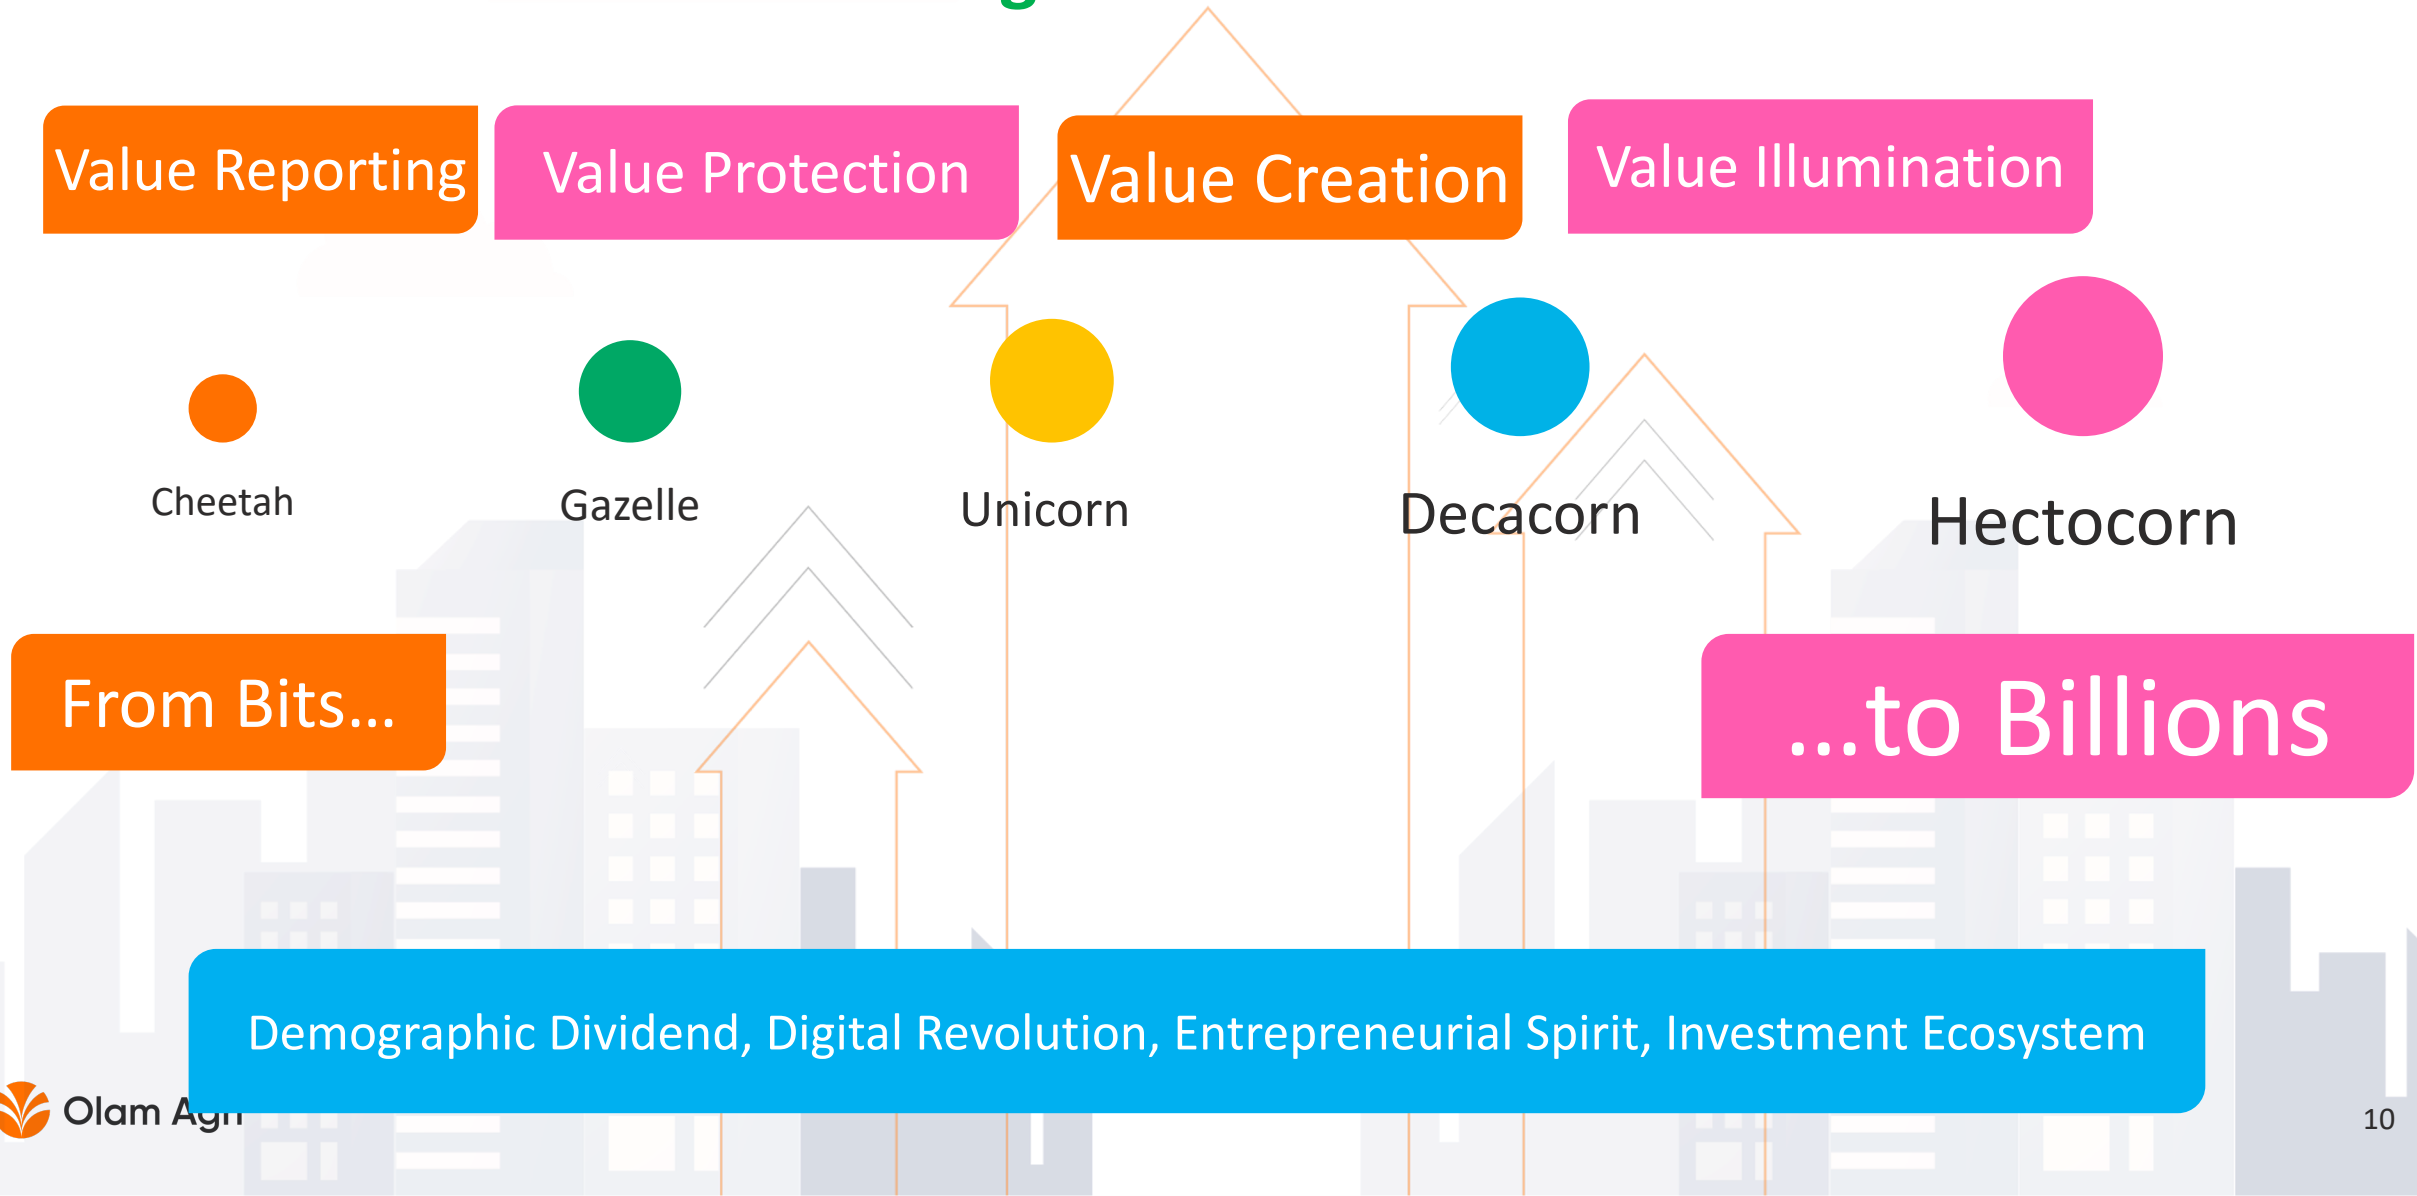 Value Reporting
Value Protection
Value Creation
Value Illumination
Cheetah
Gazelle
Unicorn
Decacorn
Hectocorn
From Bits...
...to Billions
Demographic Dividend, Digital Revolution, Entrepreneurial Spirit, Investment Ecosystem
Olam Agri
10